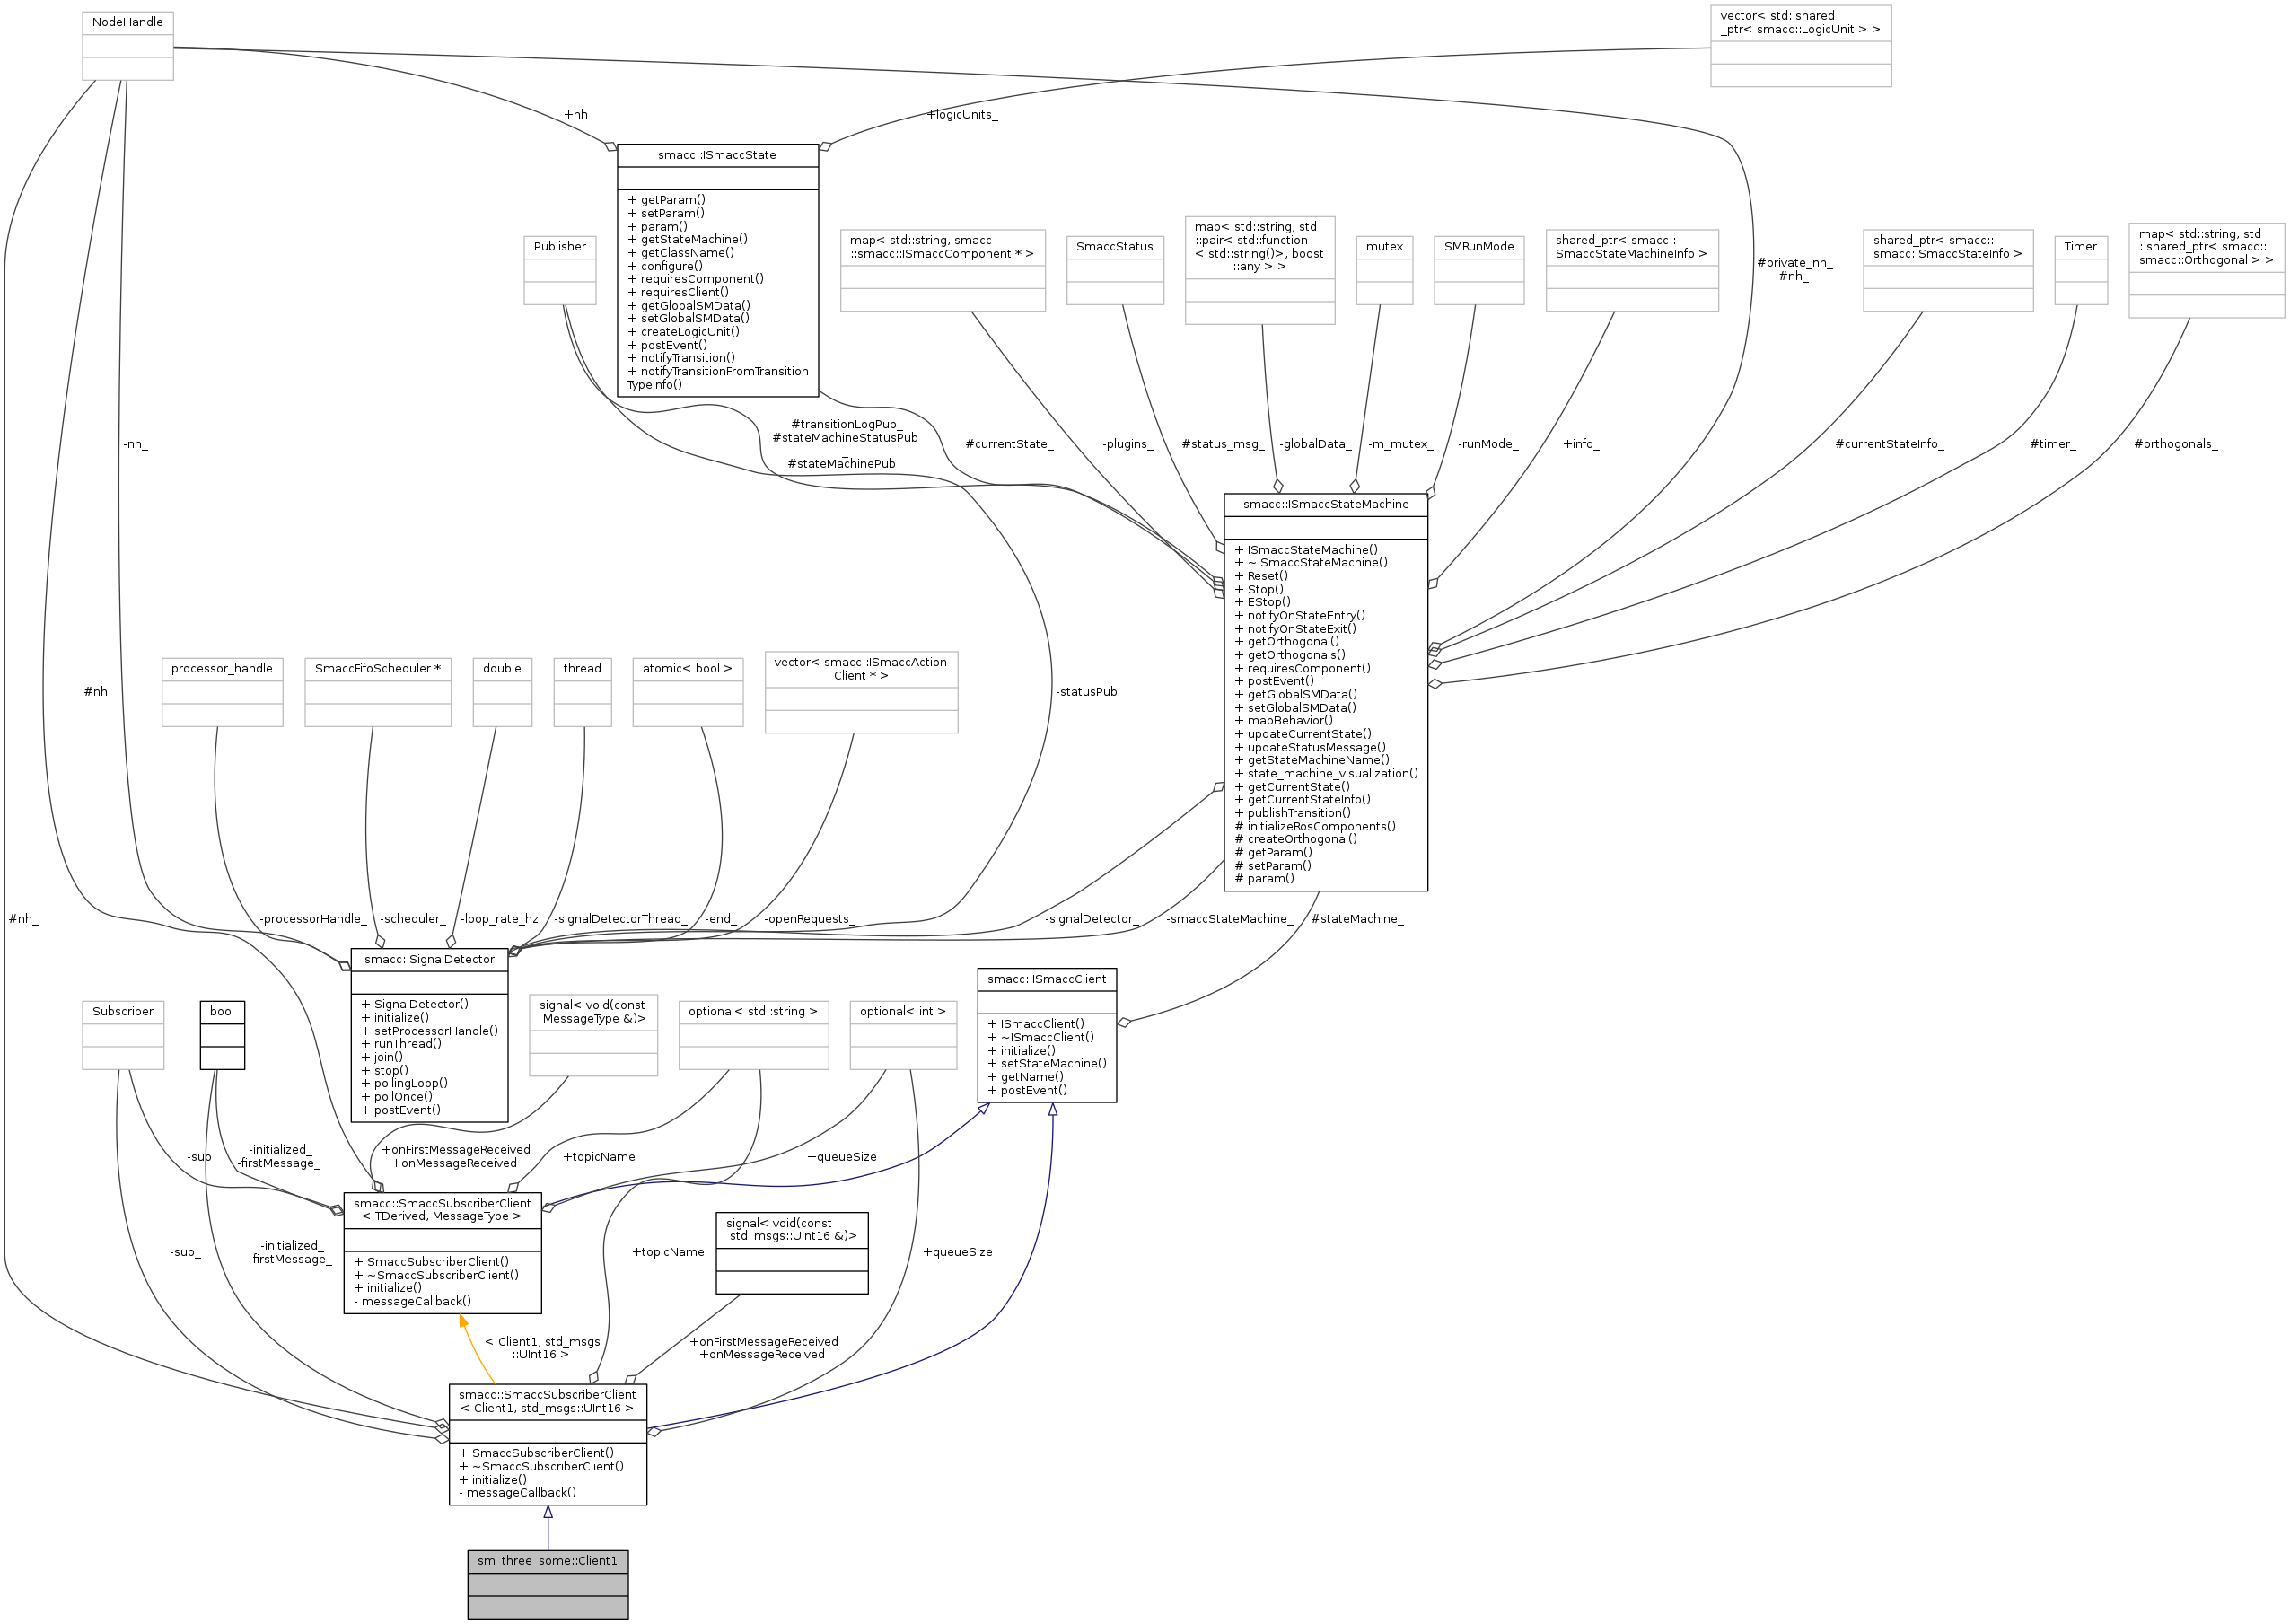 NodeHandle
vector< std::shared
_ptr< smacc::LogicUnit > >
+nh
+logicUnits_
smacc::ISmaccState
+ getParam()
+ setParam()
+ param()
+ getStateMachine()
+ getClassName()
+ configure()
+ requiresComponent()
+ requiresClient()
+ getGlobalSMData()
+ setGlobalSMData()
+ createLogicUnit()
+ postEvent()
+ notifyTransition()
+ notifyTransitionFromTransition
TypeInfo()
Publisher
map< std::string, smacc
::smacc::ISmaccComponent * >
SmaccStatus
map< std::string, std
::pair< std::function
< std::string()>, boost
::any > >
mutex
SMRunMode
shared_ptr< smacc::
SmaccStateMachineInfo >
#private_nh_
#nh_
shared_ptr< smacc::
smacc::SmaccStateInfo >
Timer
map< std::string, std
::shared_ptr< smacc::
smacc::Orthogonal > >
-nh_
#transitionLogPub_
#stateMachineStatusPub
_
#stateMachinePub_
#currentState_
-plugins_
#status_msg_
-globalData_
-m_mutex_
-runMode_
+info_
#currentStateInfo_
#timer_
#orthogonals_
smacc::ISmaccStateMachine
+ ISmaccStateMachine()
+ ~ISmaccStateMachine()
+ Reset()
+ Stop()
+ EStop()
+ notifyOnStateEntry()
+ notifyOnStateExit()
+ getOrthogonal()
+ getOrthogonals()
+ requiresComponent()
+ postEvent()
+ getGlobalSMData()
+ setGlobalSMData()
+ mapBehavior()
+ updateCurrentState()
+ updateStatusMessage()
+ getStateMachineName()
+ state_machine_visualization()
+ getCurrentState()
+ getCurrentStateInfo()
+ publishTransition()
# initializeRosComponents()
# createOrthogonal()
# getParam()
# setParam()
# param()
#nh_
processor_handle
SmaccFifoScheduler *
double
thread
atomic< bool >
vector< smacc::ISmaccAction
Client * >
-statusPub_
#nh_
-processorHandle_
-scheduler_
-loop_rate_hz
-signalDetectorThread_
-end_
-openRequests_
-signalDetector_
-smaccStateMachine_
#stateMachine_
smacc::SignalDetector
+ SignalDetector()
+ initialize()
+ setProcessorHandle()
+ runThread()
+ join()
+ stop()
+ pollingLoop()
+ pollOnce()
+ postEvent()
smacc::ISmaccClient
+ ISmaccClient()
+ ~ISmaccClient()
+ initialize()
+ setStateMachine()
+ getName()
+ postEvent()
Subscriber
bool
signal< void(const
MessageType &)>
optional< std::string >
optional< int >
-sub_
-initialized_
-firstMessage_
+onFirstMessageReceived
+onMessageReceived
+topicName
+queueSize
smacc::SmaccSubscriberClient
< TDerived, MessageType >
+ SmaccSubscriberClient()
+ ~SmaccSubscriberClient()
+ initialize()
- messageCallback()
signal< void(const
std_msgs::UInt16 &)>
-sub_
-initialized_
-firstMessage_
+topicName
+queueSize
< Client1, std_msgs
::UInt16 >
+onFirstMessageReceived
+onMessageReceived
smacc::SmaccSubscriberClient
< Client1, std_msgs::UInt16 >
+ SmaccSubscriberClient()
+ ~SmaccSubscriberClient()
+ initialize()
- messageCallback()
sm_three_some::Client1